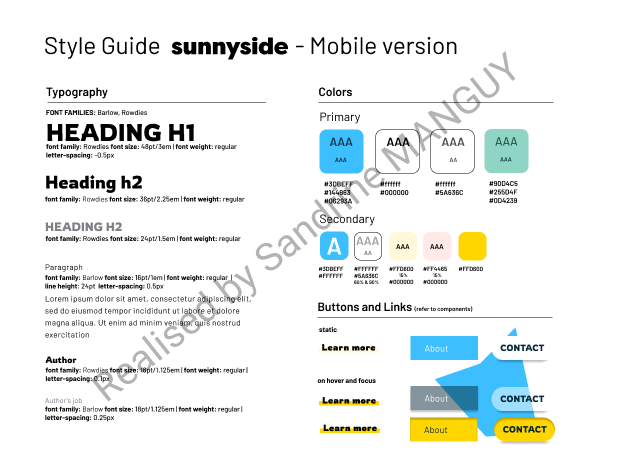 Style Guide sunnyside - Mobile version
Typography
FONT FAMILIES: Barlow, Rowdies
HEADING H1
font family: Rowdies font size: 48pt/3em | font weight: regular
letter-spacing: -0.5px
Heading h2
font family: Rowdies font size: 36pt/2.25em | font weight: regular
HEADING H2
font family: Rowdies font size: 24pt/1.5em | font weight: regular
Paragraph
font family: Barlow font size: 16pt/1em | font weight: regular |
line height: 24pt letter-spacing: 0.5px
Lorem ipsum dolor sit amet, consectetur adipiscing elit,
sed do eiusmod tempor incididunt ut labore et dolore
magna aliqua. Ut enim ad minim veniam, quis nostrud
exercitation
Author
font family: Rowdies font size: 18pt/1.125em | font weight: regular |
letter-spacing: 0.1px
Author's job
font family: Barlow font size: 18pt/1.125em | font weight: regular |
letter-spacing: 0.25px
Colors
Primary
AAA AAA AAA AAA
AAA AAA AA AAA
#3DBEFF #ffffff #ffffff #90D4C5
#144863 #000000 #5A636C #25504F
#06293A #0D4239
Secondary
A AAA AAA AAA
AA
#3DBEFF #FFFFFF #FFD600 #FF4465 #FFD600
#FFFFFF #5A636C 15% 15%
60% & 90% #000000 #000000
Buttons and Links (refer to components)
static
Learn more About CONTACT
on hover and focus
Learn more About CONTACT
Learn more About CONTACT
Realised by Sandrine MANGUY